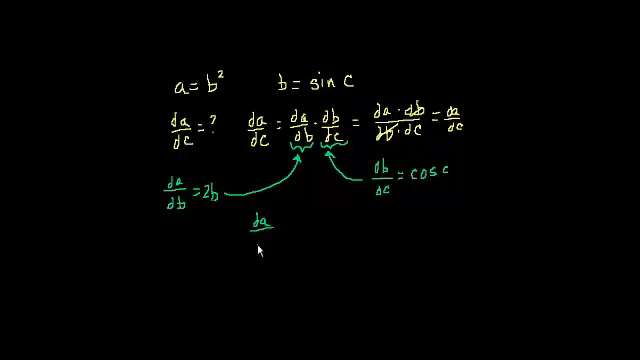 a = b² b = sin c
da/dc = ? da/dc = da/db · db/dc = da · db / db · dc = da/dc
da/db = 2b db/dc = cos c
da